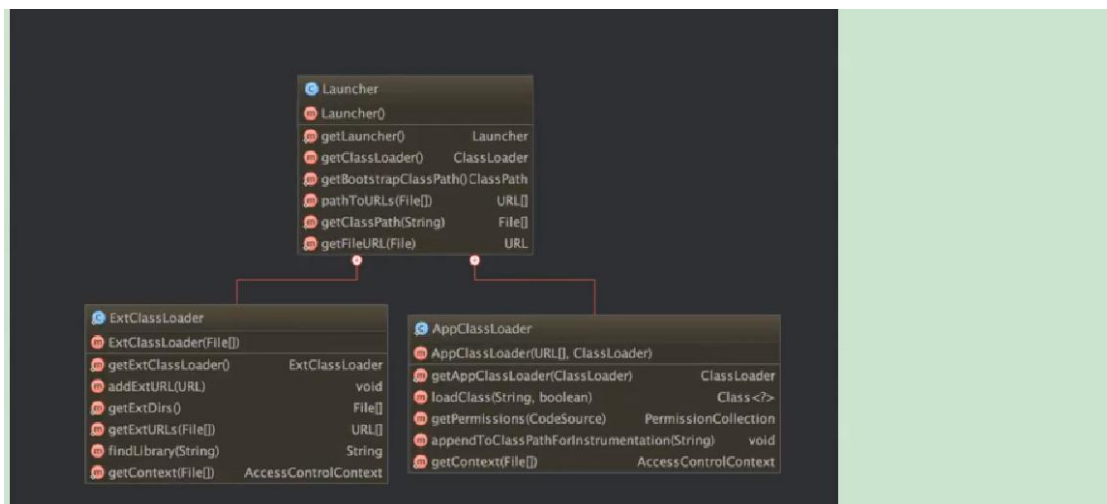 Launcher
Launcher()
getLauncher() Launcher
getClassLoader() ClassLoader
getBootstrapClassPath() ClassPath
pathToURLs(File[]) URL[]
getClassPath(String) File[]
getFileURL(File) URL
ExtClassLoader
ExtClassLoader(File[])
getExtClassLoader() ExtClassLoader
addExtURL(URL) void
getExtDirs() File[]
getExtURLs(File[]) URL[]
findLibrary(String) String
getContext(File[]) AccessControlContext
AppClassLoader
AppClassLoader(URL[], ClassLoader)
getAppClassLoader(ClassLoader) ClassLoader
loadClass(String, boolean) Class<?>
getPermissions(CodeSource) PermissionCollection
appendToClassPathForInstrumentation(String) void
getContext(File[]) AccessControlContext